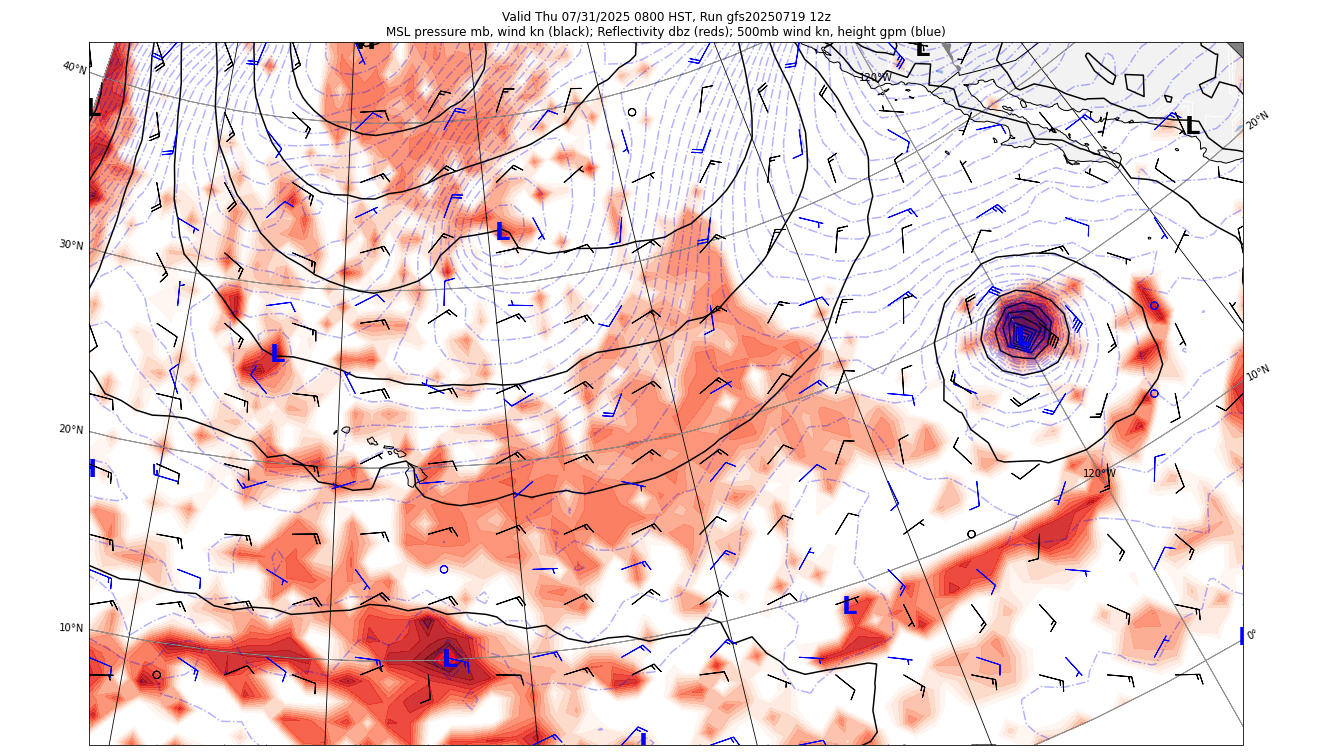 Valid Thu 07/31/2025 0800 HST, Run gfs20250719 12z
MSL pressure mb, wind kn (black); Reflectivity dbz (reds); 500mb wind kn, height gpm (blue)
L
40°N
120°W
L
L
20°N
30°N
L
L
10°N
20°N
120°W
L
10°N
0°
L